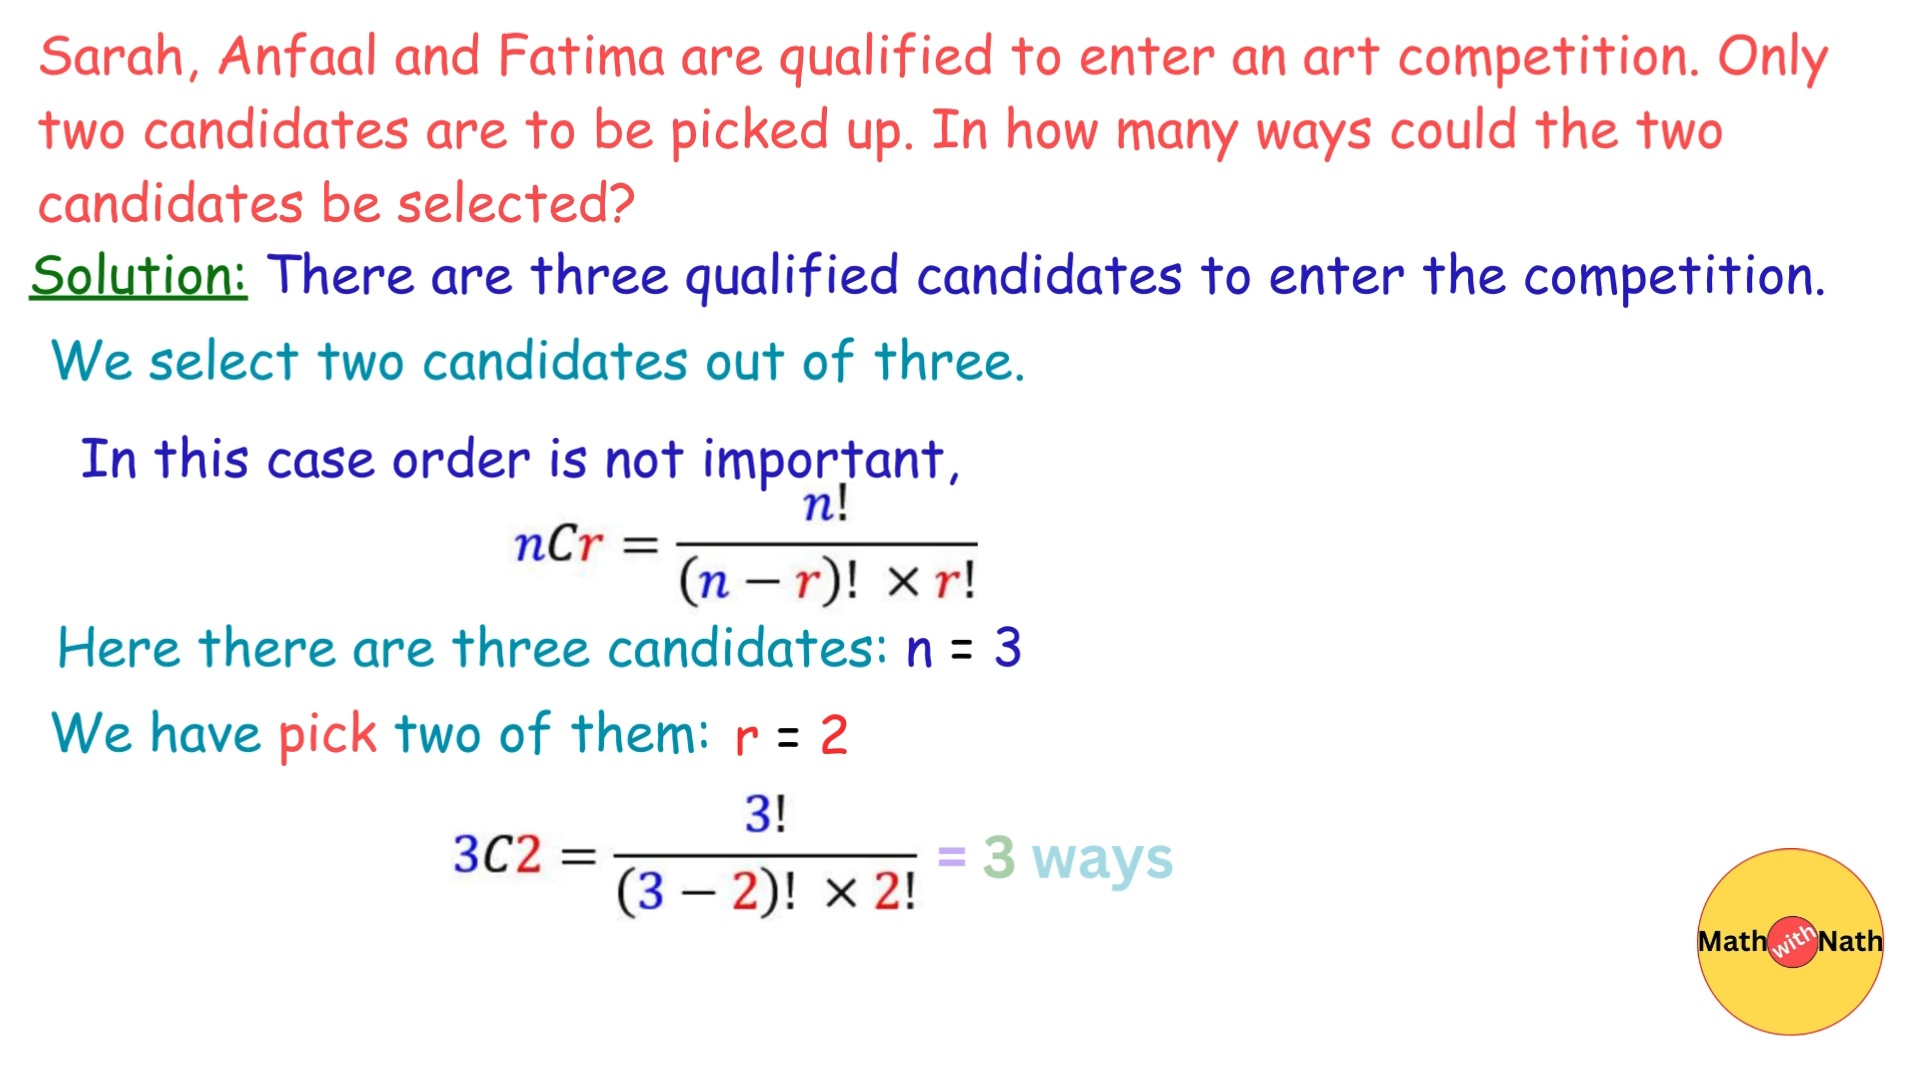 Sarah, Anfaal and Fatima are qualified to enter an art competition. Only
two candidates are to be picked up. In how many ways could the two
candidates be selected?
Solution: There are three qualified candidates to enter the competition.
We select two candidates out of three.
In this case order is not important,
nCr = n! / (n − r)! × r!
Here there are three candidates: n = 3
We have pick two of them: r = 2
3C2 = 3! / (3 − 2)! × 2! = 3 ways
Math with Nath